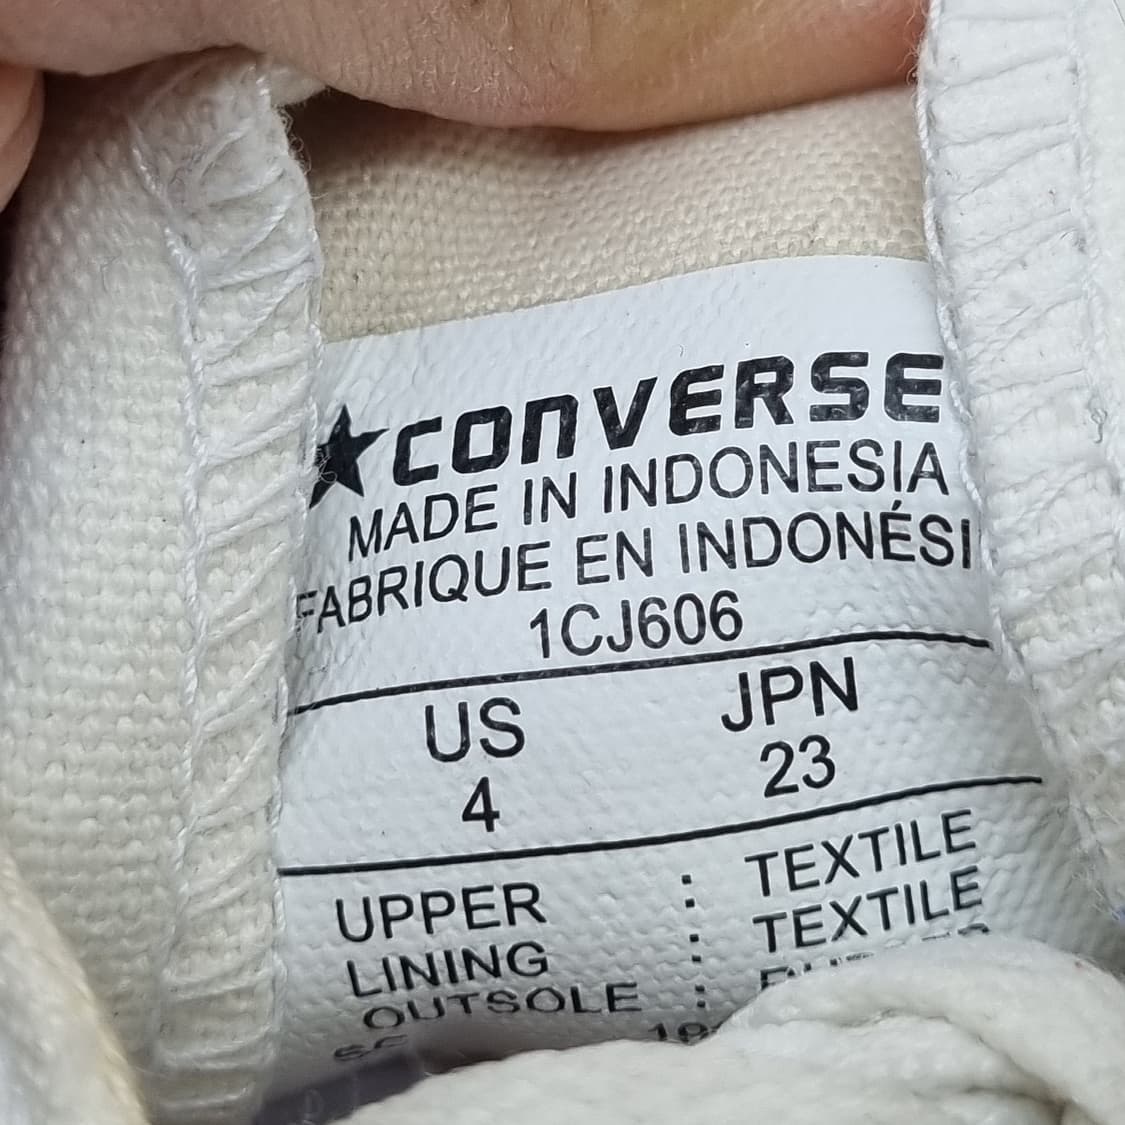 CONVERSE
MADE IN INDONESIA
FABRIQUE EN INDONÉSI
1CJ606
US JPN
4 23
UPPER : TEXTILE
LINING : TEXTILE
OUTSOLE :